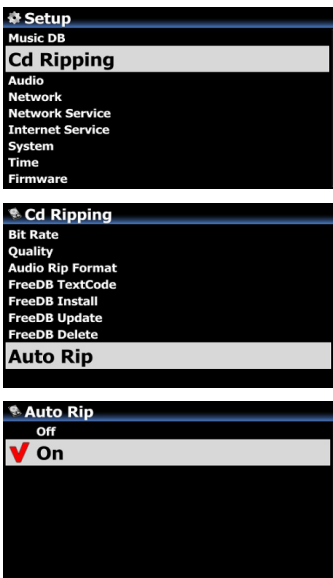 Setup
Music DB
Cd Ripping
Audio
Network
Network Service
Internet Service
System
Time
Firmware
Cd Ripping
Bit Rate
Quality
Audio Rip Format
FreeDB TextCode
FreeDB Install
FreeDB Update
FreeDB Delete
Auto Rip
Auto Rip
Off
On